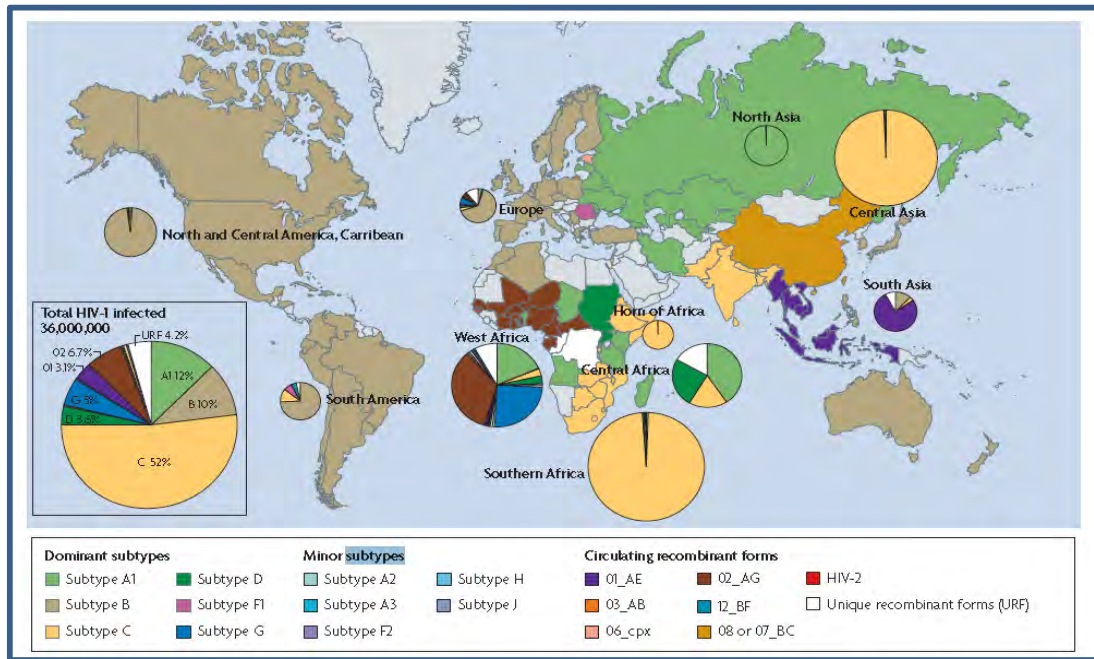 North Asia
Central Asia
Europe
North and Central America, Carribean
South Asia
Horn of Africa
West Africa
Central Africa
South America
Southern Africa
Total HIV-1 infected
36,000,000
URF 4.2%
02 6.7%
01 3.1%
A1 12%
G 5%
B 10%
D 3.6%
C 52%
Dominant subtypes
Subtype A1
Subtype B
Subtype C
Subtype D
Subtype F1
Subtype G
Minor subtypes
Subtype A2
Subtype A3
Subtype F2
Subtype H
Subtype J
Circulating recombinant forms
01_AE
03_AB
06_cpx
02_AG
12_BF
08 or 07_BC
HIV-2
Unique recombinant forms (URF)